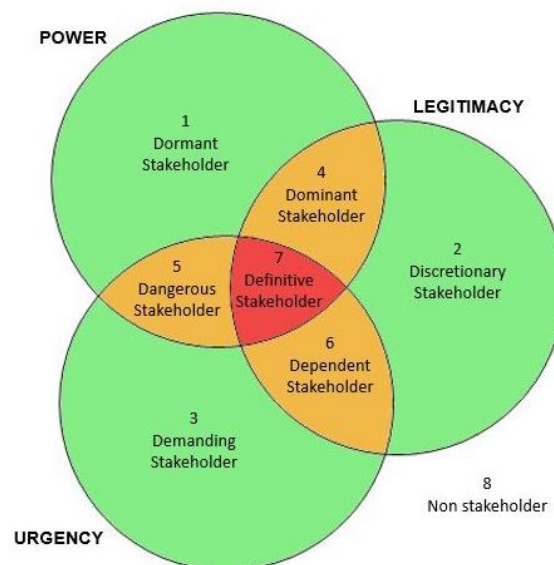 POWER
LEGITIMACY
1
Dormant
Stakeholder
4
Dominant
Stakeholder
2
Discretionary
Stakeholder
5
Dangerous
Stakeholder
7
Definitive
Stakeholder
6
Dependent
Stakeholder
3
Demanding
Stakeholder
8
Non stakeholder
URGENCY